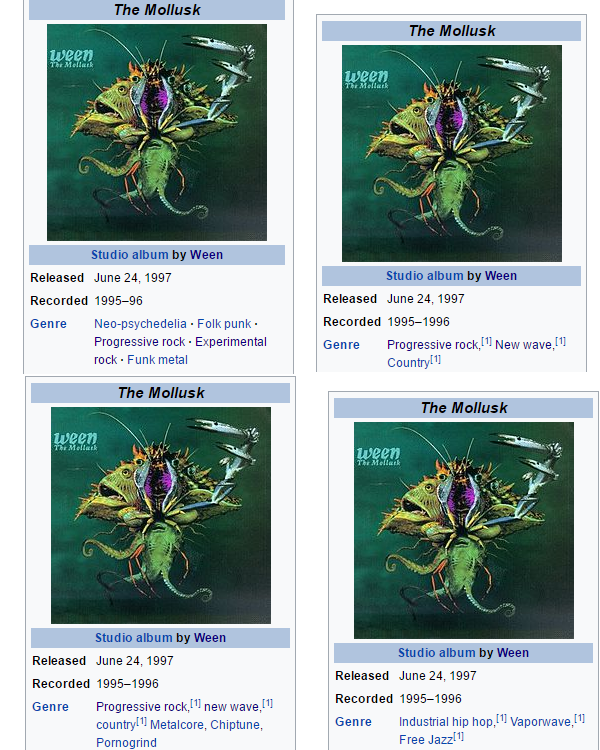 The Mollusk
ween
The Mollusk
Studio album by Ween
Released June 24, 1997
Recorded 1995–96
Genre Neo-psychedelia · Folk punk ·
Progressive rock · Experimental
rock · Funk metal
The Mollusk
ween
The Mollusk
Studio album by Ween
Released June 24, 1997
Recorded 1995–1996
Genre Progressive rock,[1] New wave,[1]
Country[1]
The Mollusk
ween
The Mollusk
Studio album by Ween
Released June 24, 1997
Recorded 1995–1996
Genre Progressive rock,[1] new wave,[1]
country[1] Metalcore, Chiptune,
Pornogrind
The Mollusk
ween
The Mollusk
Studio album by Ween
Released June 24, 1997
Recorded 1995–1996
Genre Industrial hip hop,[1] Vaporwave,[1]
Free Jazz[1]